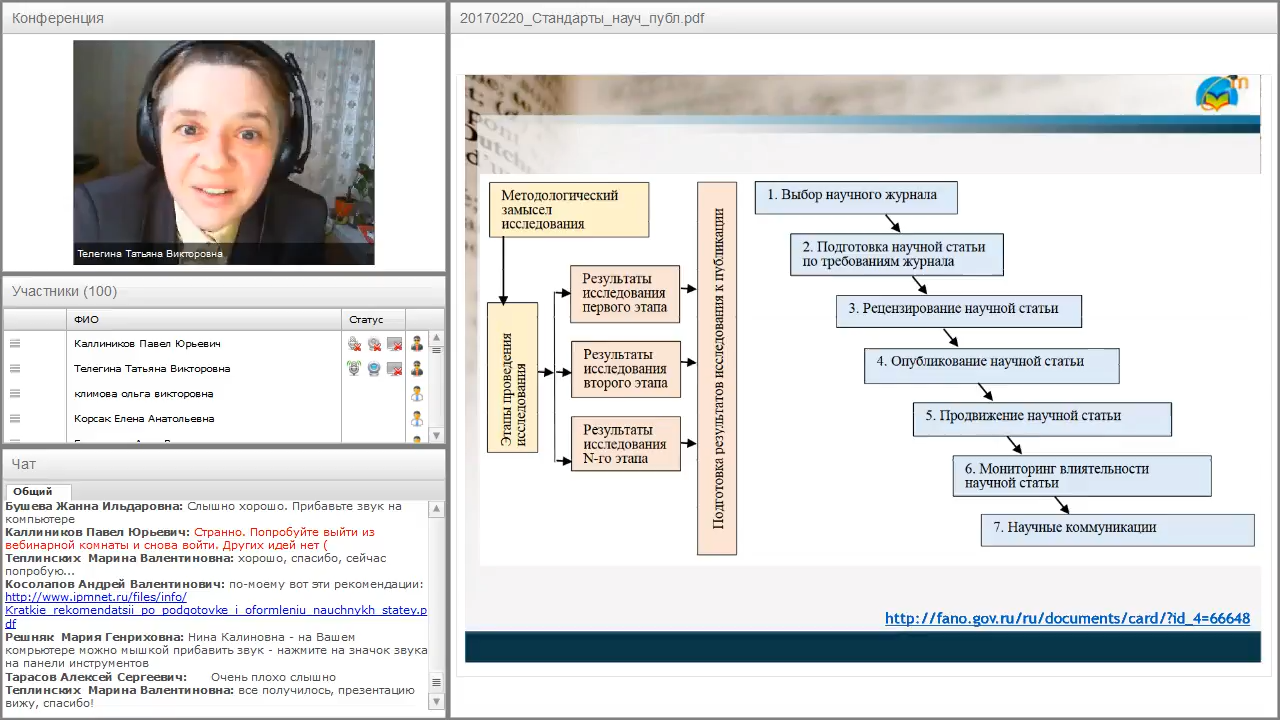 Конференция
Телегина Татьяна Викторовна
Участники (100)
ФИО
Статус
Каллиников Павел Юрьевич
Телегина Татьяна Викторовна
климова ольга викторовна
Корсак Елена Анатольевна
Чат
Общий
Бушева Жанна Ильдаровна: Слышно хорошо. Прибавьте звук на
компьютере
Каллиников Павел Юрьевич: Странно. Попробуйте выйти из
вебинарной комнаты и снова войти. Других идей нет (
Теплинских Марина Валентиновна: хорошо, спасибо, сейчас
попробую...
Косолапов Андрей Валентинович: по-моему вот эти рекомендации:
http://www.ipmnet.ru/files/info/
Kratkie_rekomendatsii_po_podgotovke_i_oformleniu_nauchnykh_statey.p
df
Решняк Мария Генриховна: Нина Калиновна - на Вашем
компьютере можно мышкой прибавить звук - нажмите на значок звука
на панели инструментов
Тарасов Алексей Сергеевич: Очень плохо слышно
Теплинских Марина Валентиновна: все получилось, презентацию
вижу, спасибо!
20170220_Стандарты_науч_публ.pdf
Методологический
замысел
исследования
Этапы проведения
исследования
Результаты
исследования
первого этапа
Результаты
исследования
второго этапа
Результаты
исследования
N-го этапа
Подготовка результатов исследования к публикации
1. Выбор научного журнала
2. Подготовка научной статьи
по требованиям журнала
3. Рецензирование научной статьи
4. Опубликование научной статьи
5. Продвижение научной статьи
6. Мониторинг влиятельности
научной статьи
7. Научные коммуникации
http://fano.gov.ru/ru/documents/card/?id_4=66648